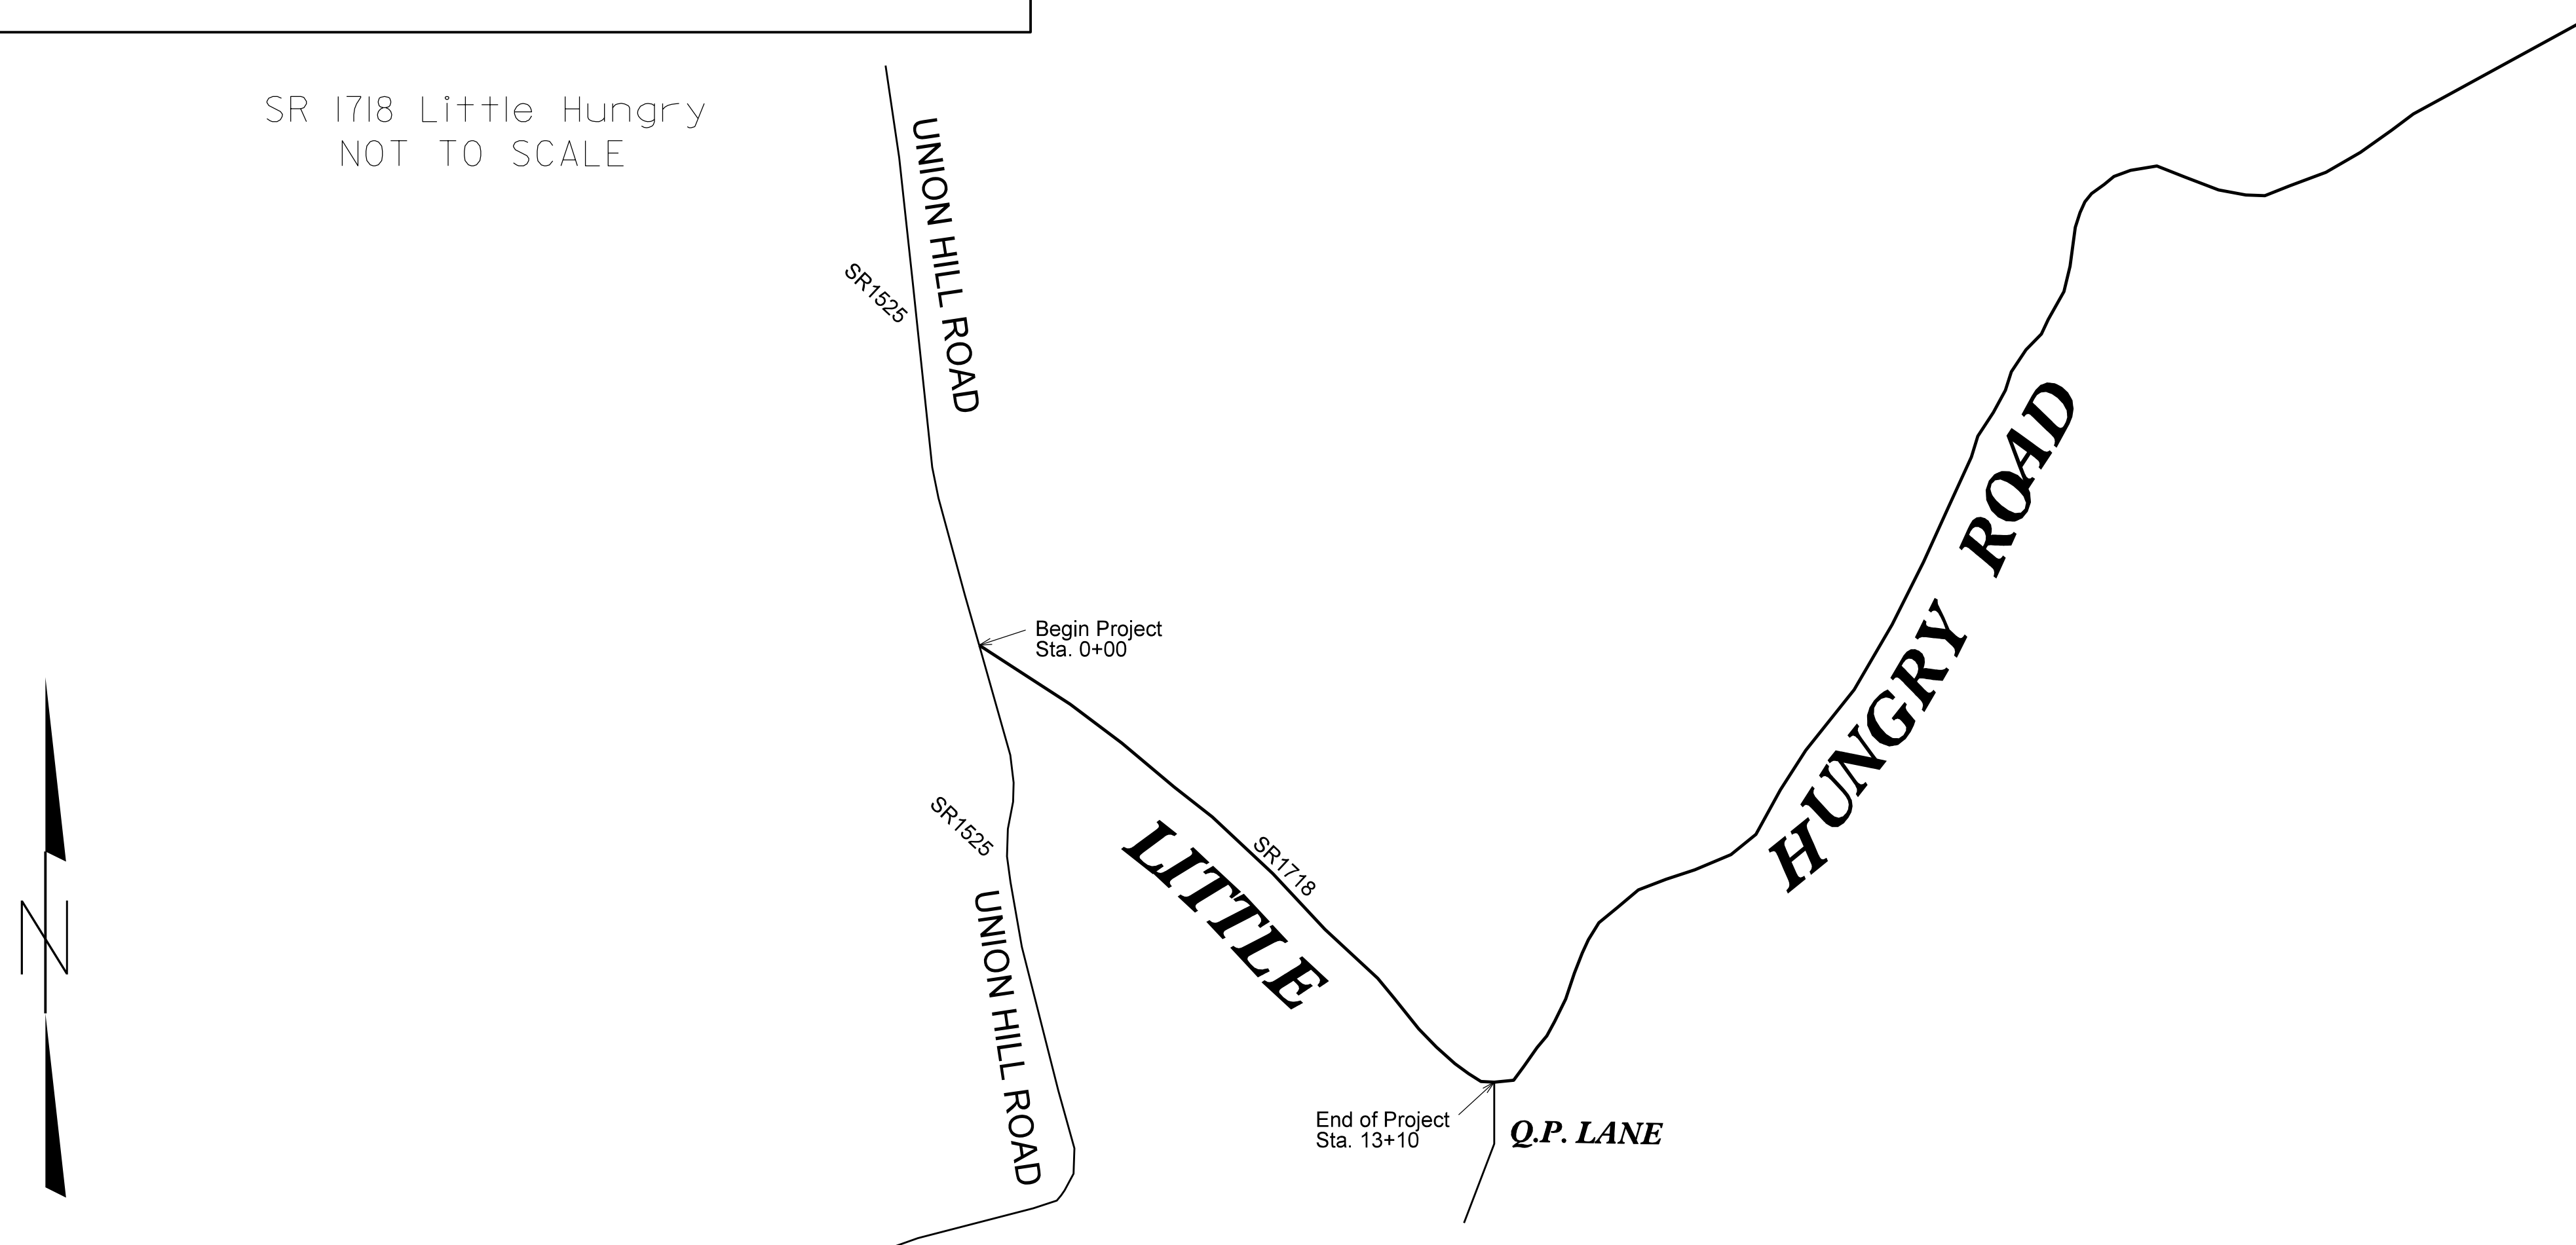 SR 1718 Little Hungry
NOT TO SCALE
UNION HILL ROAD
SR1525
Begin Project
Sta. 0+00
SR1525
UNION HILL ROAD
LITTLE
SR1718
HUNGRY ROAD
N
End of Project
Sta. 13+10
Q.P. LANE